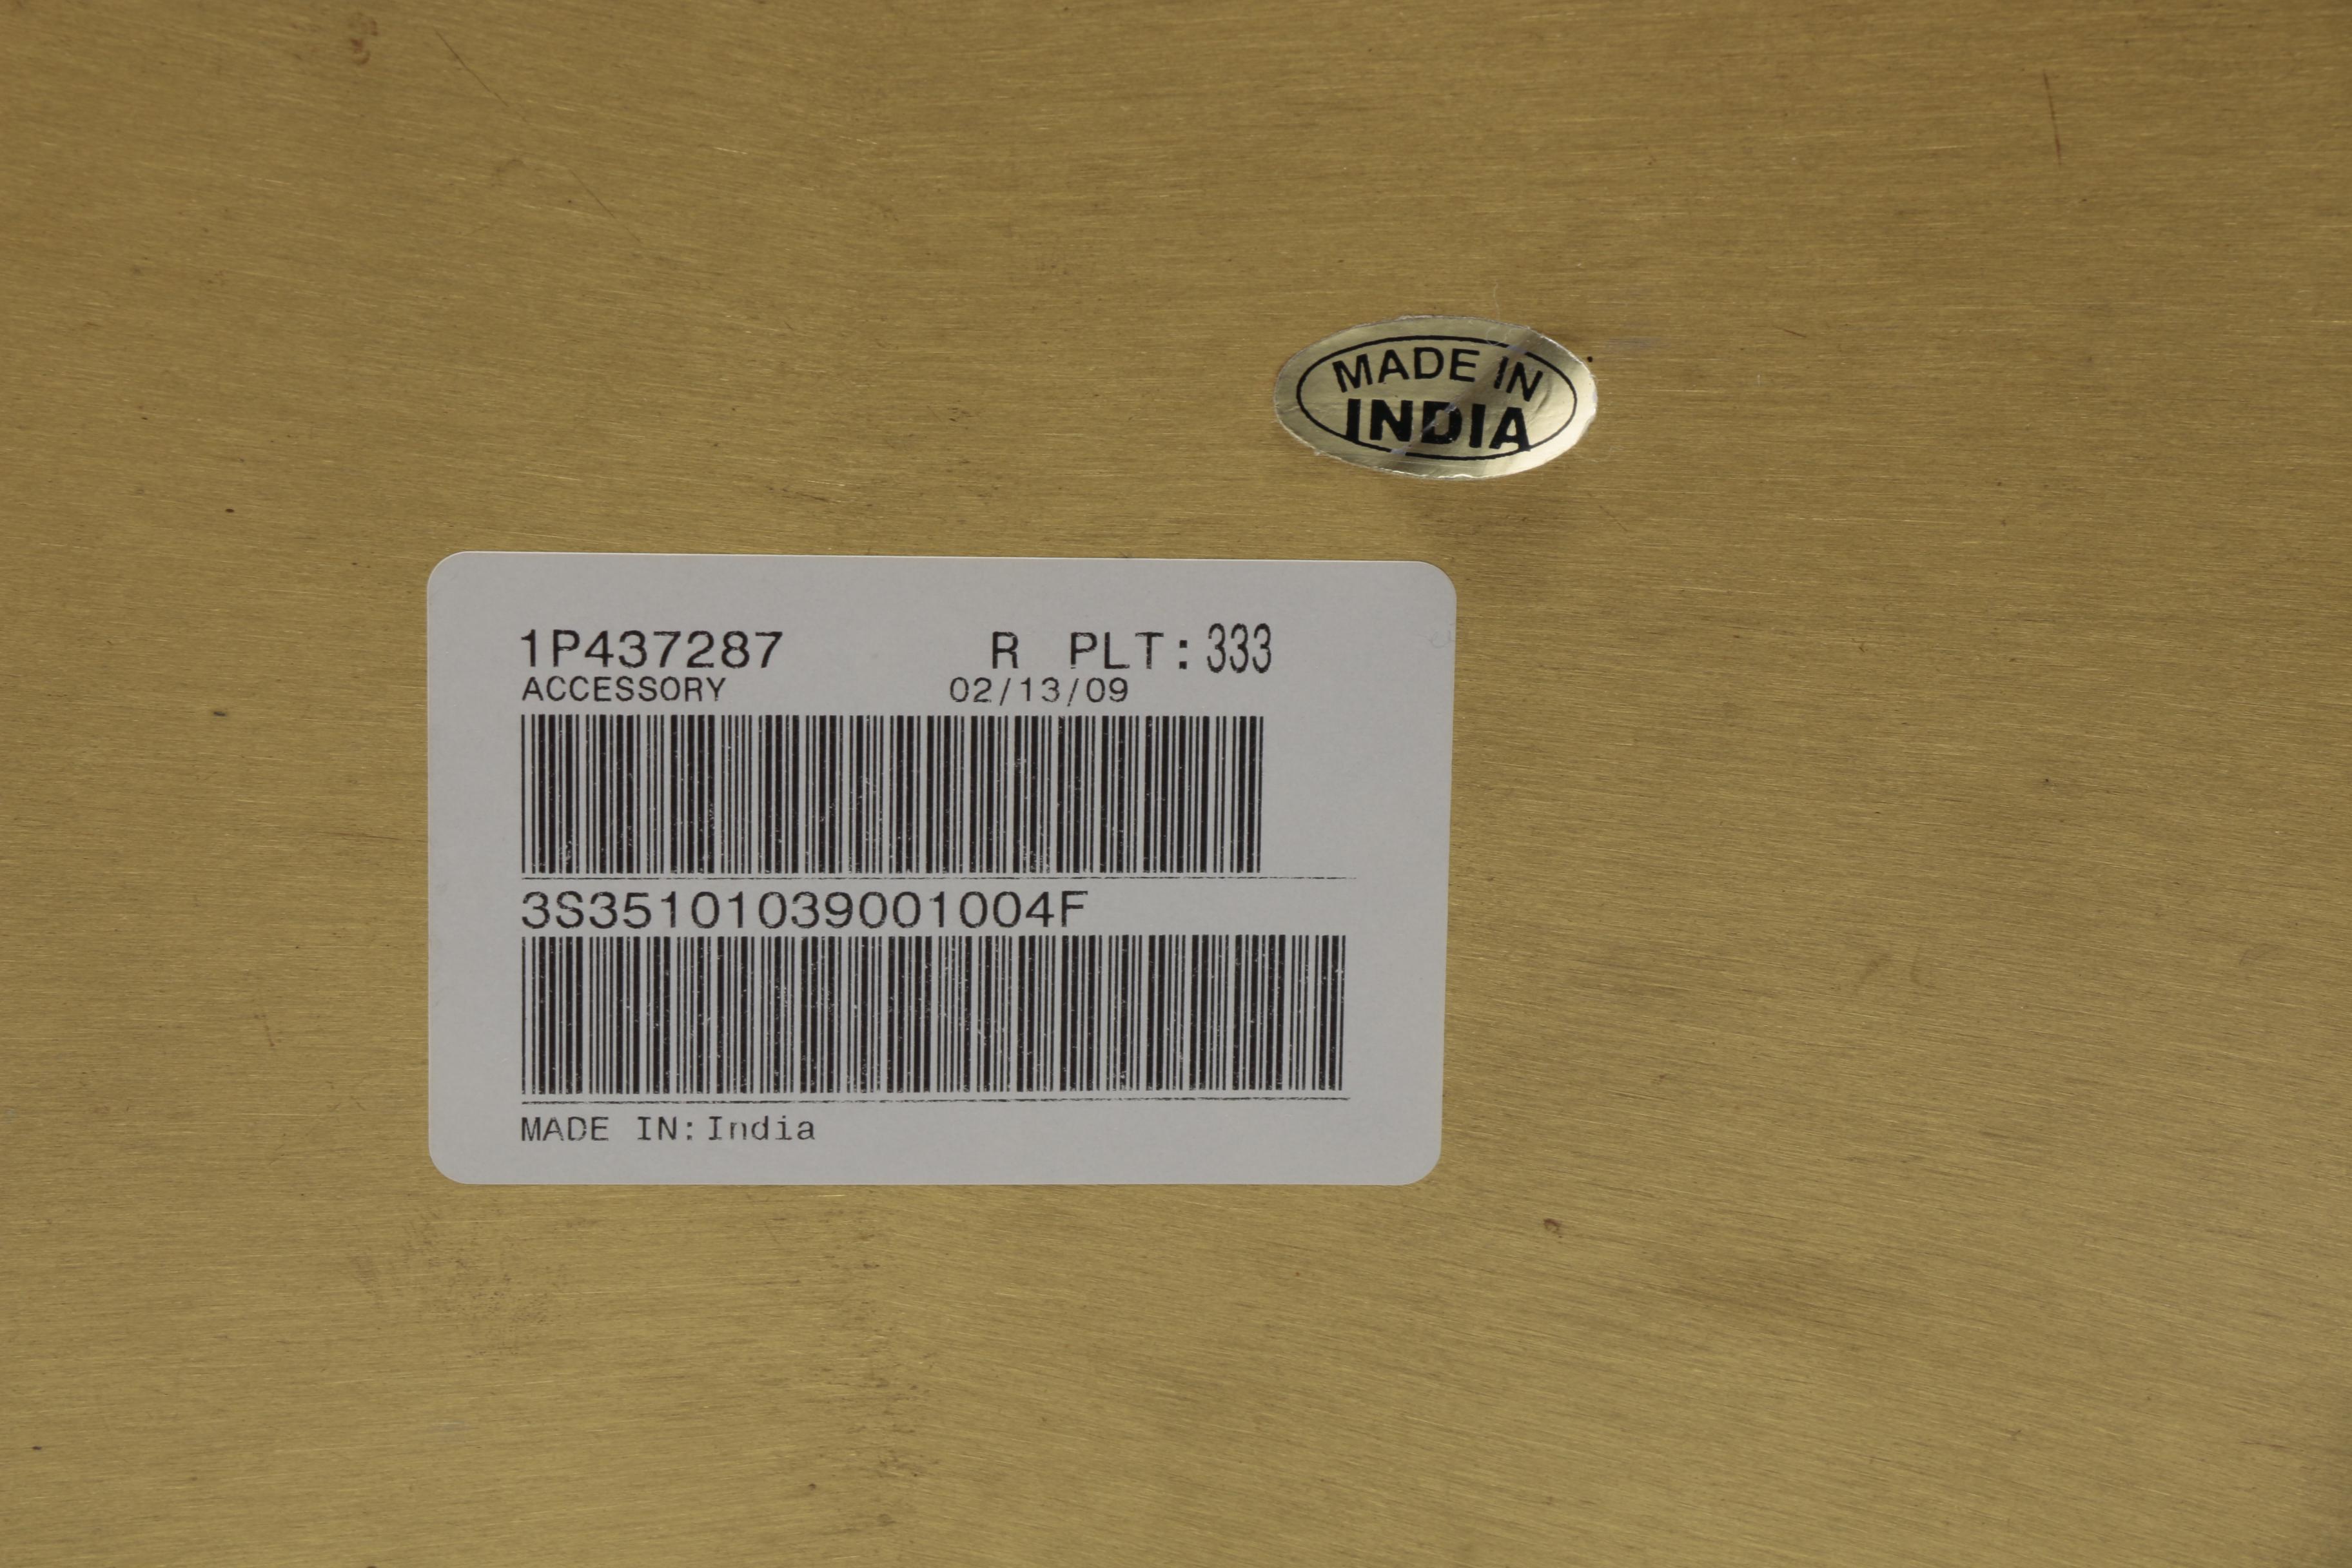 MADE IN
INDIA
1P437287 R PLT:333
ACCESSORY 02/13/09
3S35101039001004F
MADE IN:India